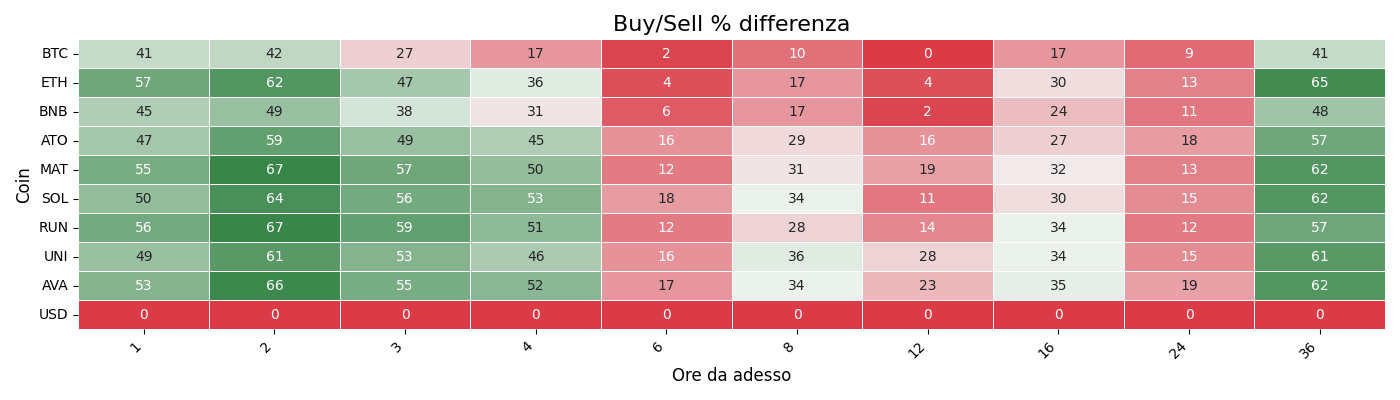 Buy/Sell % differenza
Coin
BTC 41 42 27 17 2 10 0 17 9 41
ETH 57 62 47 36 4 17 4 30 13 65
BNB 45 49 38 31 6 17 2 24 11 48
ATO 47 59 49 45 16 29 16 27 18 57
MAT 55 67 57 50 12 31 19 32 13 62
SOL 50 64 56 53 18 34 11 30 15 62
RUN 56 67 59 51 12 28 14 34 12 57
UNI 49 61 53 46 16 36 28 34 15 61
AVA 53 66 55 52 17 34 23 35 19 62
USD 0 0 0 0 0 0 0 0 0 0
1 2 3 4 6 8 12 16 24 36
Ore da adesso